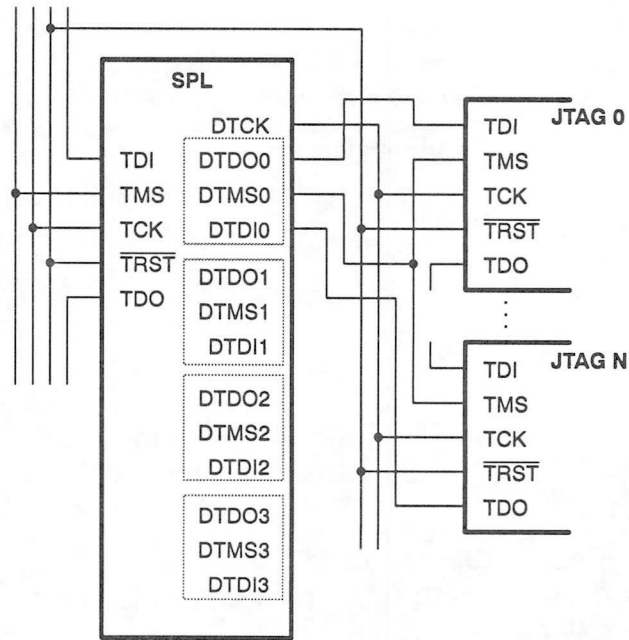 SPL
DTCK
DTDO0
TDI
DTMS0
TMS
DTDI0
TCK
TRST
DTDO1
TDO
DTMS1
DTDI1
DTDO2
DTMS2
DTDI2
DTDO3
DTMS3
DTDI3
JTAG 0
TDI
TMS
TCK
TRST
TDO
JTAG N
TDI
TMS
TCK
TRST
TDO